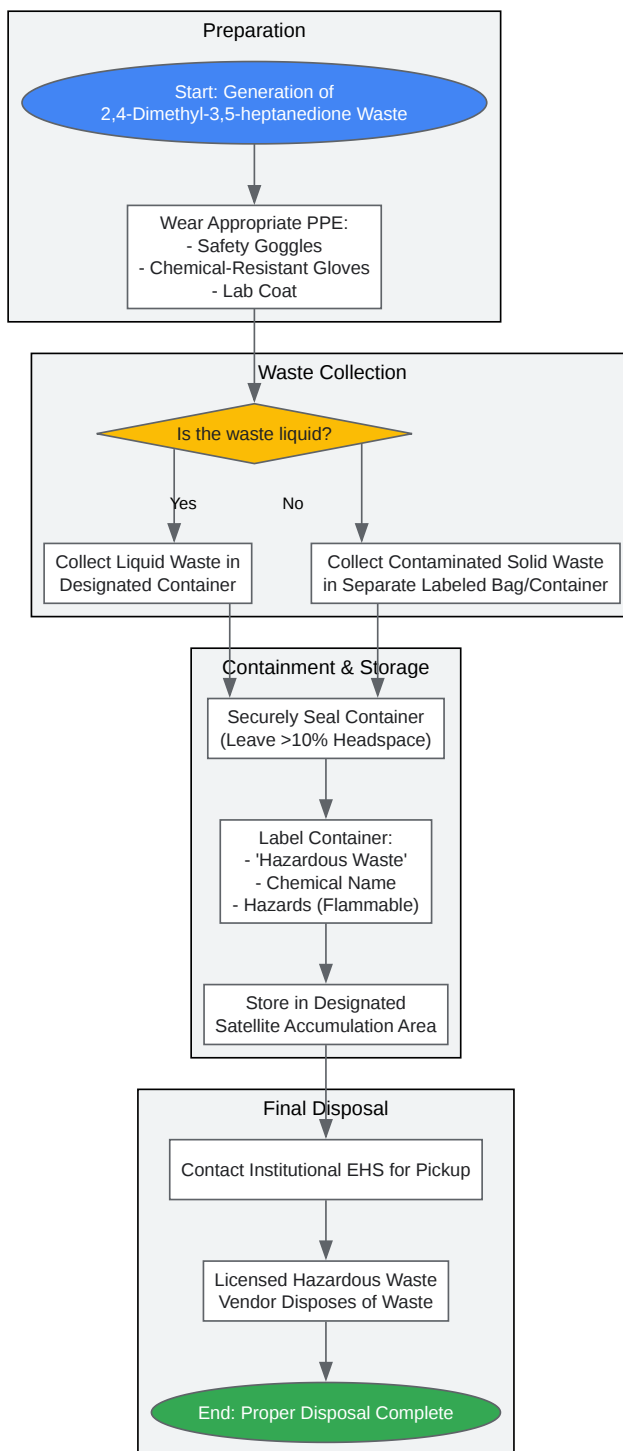 Preparation
Start: Generation of
2,4-Dimethyl-3,5-heptanedione Waste
Wear Appropriate PPE:
- Safety Goggles
- Chemical-Resistant Gloves
- Lab Coat
Waste Collection
Is the waste liquid?
Yes
No
Collect Liquid Waste in
Designated Container
Collect Contaminated Solid Waste
in Separate Labeled Bag/Container
Containment & Storage
Securely Seal Container
(Leave >10% Headspace)
Label Container:
- 'Hazardous Waste'
- Chemical Name
- Hazards (Flammable)
Store in Designated
Satellite Accumulation Area
Final Disposal
Contact Institutional EHS for Pickup
Licensed Hazardous Waste
Vendor Disposes of Waste
End: Proper Disposal Complete